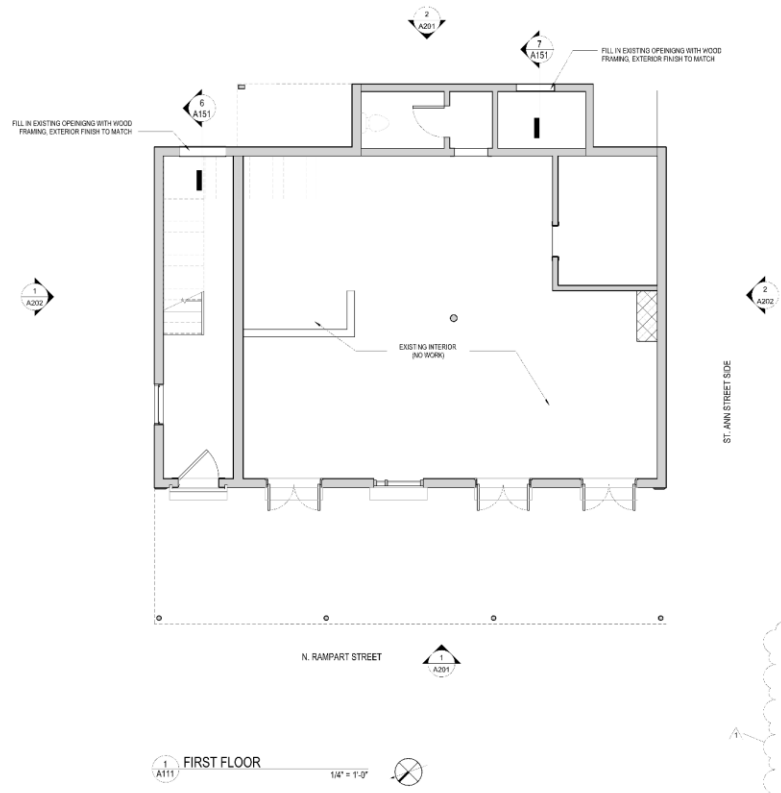 2
A201
7
A151
FILL IN EXISTING OPEINIGNG WITH WOOD
FRAMING, EXTERIOR FINISH TO MATCH
6
A151
FILL IN EXISTING OPEINIGNG WITH WOOD
FRAMING, EXTERIOR FINISH TO MATCH
1
A202
2
A202
EXISTING INTERIOR
(NO WORK)
ST. ANN STREET SIDE
N. RAMPART STREET
1
A201
1
1
A111
FIRST FLOOR
1/4" = 1'-0"